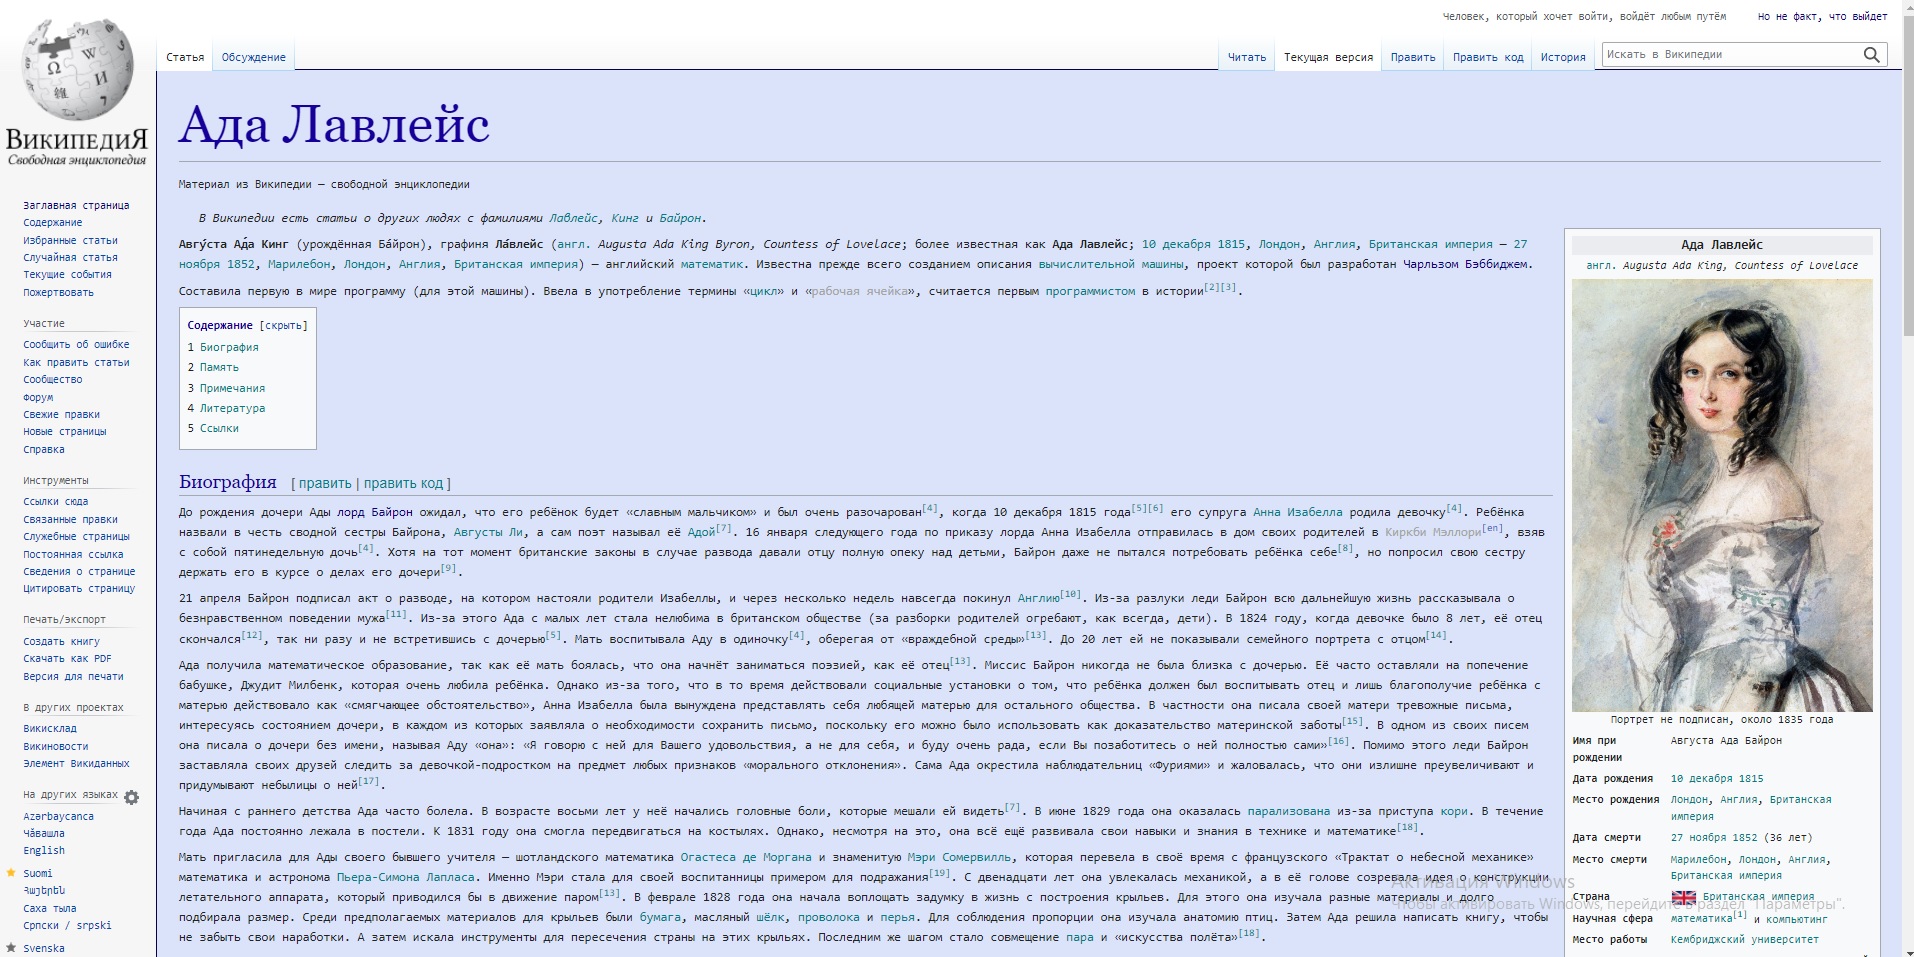 Человек, который хочет войти, войдёт любым путём Но не факт, что выйдет
Статья Обсуждение Читать Текущая версия Править Править код История Искать в Википедии
ВИКИПЕДИЯ
Свободная энциклопедия
Заглавная страница
Содержание
Избранные статьи
Случайная статья
Текущие события
Пожертвовать
Участие
Сообщить об ошибке
Как править статьи
Сообщество
Форум
Свежие правки
Новые страницы
Справка
Инструменты
Ссылки сюда
Связанные правки
Служебные страницы
Постоянная ссылка
Сведения о странице
Цитировать страницу
Печать/экспорт
Создать книгу
Скачать как PDF
Версия для печати
В других проектах
Викисклад
Викиновости
Элемент Викиданных
На других языках
Azərbaycanca
Чӑвашла
English
Suomi
Հայերեն
Саха тыла
Српски / srpski
Svenska
Ада Лавлейс
Материал из Википедии — свободной энциклопедии
В Википедии есть статьи о других людях с фамилиями Лавлейс, Кинг и Байрон.
Авгу́ста А́да Кинг (урождённая Ба́йрон), графиня Ла́влейс (англ. Augusta Ada King Byron, Countess of Lovelace; более известная как Ада Лавлейс; 10 декабря 1815, Лондон, Англия, Британская империя — 27
ноября 1852, Марилебон, Лондон, Англия, Британская империя) — английский математик. Известна прежде всего созданием описания вычислительной машины, проект которой был разработан Чарльзом Бэббиджем.
Составила первую в мире программу (для этой машины). Ввела в употребление термины «цикл» и «рабочая ячейка», считается первым программистом в истории[2][3].
Содержание [скрыть]
1 Биография
2 Память
3 Примечания
4 Литература
5 Ссылки
Биография [ править | править код ]
До рождения дочери Ады лорд Байрон ожидал, что его ребёнок будет «славным мальчиком» и был очень разочарован[4], когда 10 декабря 1815 года[5][6] его супруга Анна Изабелла родила девочку[4]. Ребёнка
назвали в честь сводной сестры Байрона, Августы Ли, а сам поэт называл её Адой[7]. 16 января следующего года по приказу лорда Анна Изабелла отправилась в дом своих родителей в Киркби Мэллори[en], взяв
с собой пятинедельную дочь[4]. Хотя на тот момент британские законы в случае развода давали отцу полную опеку над детьми, Байрон даже не пытался потребовать ребёнка себе[8], но попросил свою сестру
держать его в курсе о делах его дочери[9].
21 апреля Байрон подписал акт о разводе, на котором настояли родители Изабеллы, и через несколько недель навсегда покинул Англию[10]. Из-за разлуки леди Байрон всю дальнейшую жизнь рассказывала о
безнравственном поведении мужа[11]. Из-за этого Ада с малых лет стала нелюбима в британском обществе (за разборки родителей огребают, как всегда, дети). В 1824 году, когда девочке было 8 лет, её отец
скончался[12], так ни разу и не встретившись с дочерью[5]. Мать воспитывала Аду в одиночку[4], оберегая от «враждебной среды»[13]. До 20 лет ей не показывали семейного портрета с отцом[14].
Ада получила математическое образование, так как её мать боялась, что она начнёт заниматься поэзией, как её отец[13]. Миссис Байрон никогда не была близка с дочерью. Её часто оставляли на попечение
бабушке, Джудит Милбенк, которая очень любила ребёнка. Однако из-за того, что в то время действовали социальные установки о том, что ребёнка должен был воспитывать отец и лишь благополучие ребёнка с
матерью действовало как «смягчающее обстоятельство», Анна Изабелла была вынуждена представлять себя любящей матерью для остального общества. В частности она писала своей матери тревожные письма,
интересуясь состоянием дочери, в каждом из которых заявляла о необходимости сохранить письмо, поскольку его можно было использовать как доказательство материнской заботы[15]. В одном из своих писем
она писала о дочери без имени, называя Аду «она»: «Я говорю с ней для Вашего удовольствия, а не для себя, и буду очень рада, если Вы позаботитесь о ней полностью сами»[16]. Помимо этого леди Байрон
заставляла своих друзей следить за девочкой-подростком на предмет любых признаков «морального отклонения». Сама Ада окрестила наблюдательниц «Фуриями» и жаловалась, что они излишне преувеличивают и
придумывают небылицы о ней[17].
Начиная с раннего детства Ада часто болела. В возрасте восьми лет у неё начались головные боли, которые мешали ей видеть[7]. В июне 1829 года она оказалась парализована из-за приступа кори. В течение
года Ада постоянно лежала в постели. К 1831 году она смогла передвигаться на костылях. Однако, несмотря на это, она всё ещё развивала свои навыки и знания в технике и математике[18].
Мать пригласила для Ады своего бывшего учителя — шотландского математика Огастеса де Моргана и знаменитую Мэри Сомервилль, которая перевела в своё время с французского «Трактат о небесной механике»
математика и астронома Пьера-Симона Лапласа. Именно Мэри стала для своей воспитанницы примером для подражания[19]. С двенадцати лет она увлекалась механикой, а в её голове созревала идея о конструкции
летательного аппарата, который приводился бы в движение паром[13]. В феврале 1828 года она начала воплощать задумку в жизнь с построения крыльев. Для этого она изучала разные материалы и долго
подбирала размер. Среди предполагаемых материалов для крыльев были бумага, масляный шёлк, проволока и перья. Для соблюдения пропорции она изучала анатомию птиц. Затем Ада решила написать книгу, чтобы
не забыть свои наработки. А затем искала инструменты для пересечения страны на этих крыльях. Последним же шагом стало совмещение пара и «искусства полёта»[18].
Ада Лавлейс
англ. Augusta Ada King, Countess of Lovelace
Портрет не подписан, около 1835 года
Имя при рождении Августа Ада Байрон
Дата рождения 10 декабря 1815
Место рождения Лондон, Англия, Британская
империя
Дата смерти 27 ноября 1852 (36 лет)
Место смерти Марилебон, Лондон, Англия,
Британская империя
Страна Британская империя
Научная сфера математика[1] и компьютинг
Место работы Кембриджский университет
Активация Windows
Чтобы активировать Windows, перейдите в раздел "Параметры".